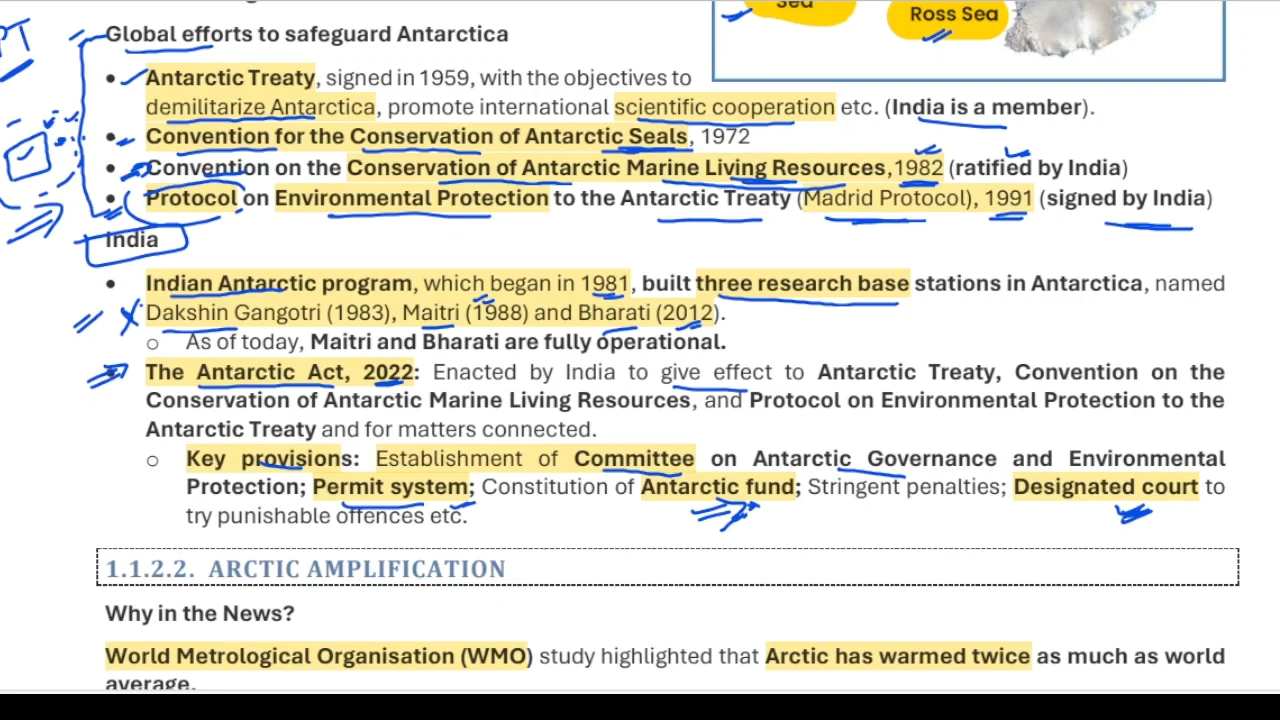 Sea
Ross Sea
PT
Global efforts to safeguard Antarctica
• Antarctic Treaty, signed in 1959, with the objectives to
demilitarize Antarctica, promote international scientific cooperation etc. (India is a member).
• Convention for the Conservation of Antarctic Seals, 1972
• Convention on the Conservation of Antarctic Marine Living Resources,1982 (ratified by India)
• Protocol on Environmental Protection to the Antarctic Treaty (Madrid Protocol), 1991 (signed by India)
India
• Indian Antarctic program, which began in 1981, built three research base stations in Antarctica, named
Dakshin Gangotri (1983), Maitri (1988) and Bharati (2012).
o As of today, Maitri and Bharati are fully operational.
• The Antarctic Act, 2022: Enacted by India to give effect to Antarctic Treaty, Convention on the
Conservation of Antarctic Marine Living Resources, and Protocol on Environmental Protection to the
Antarctic Treaty and for matters connected.
o Key provisions: Establishment of Committee on Antarctic Governance and Environmental
Protection; Permit system; Constitution of Antarctic fund; Stringent penalties; Designated court to
try punishable offences etc.
1.1.2.2. ARCTIC AMPLIFICATION
Why in the News?
World Metrological Organisation (WMO) study highlighted that Arctic has warmed twice as much as world
average.